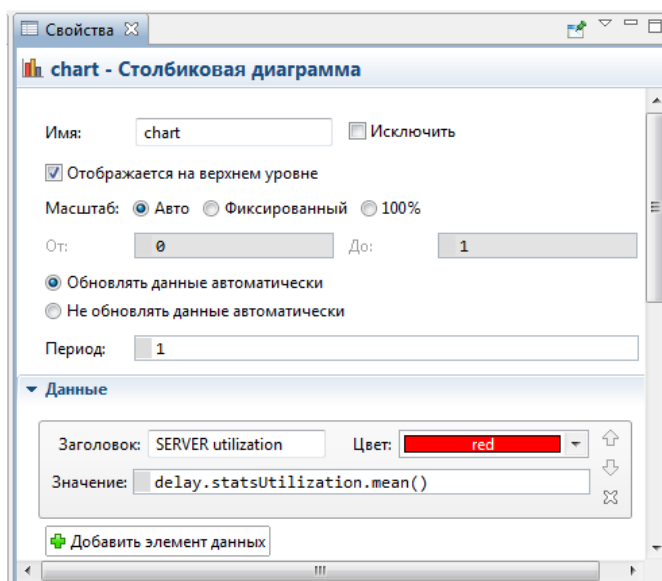 Свойства
chart - Столбиковая диаграмма
Имя: chart Исключить
Отображается на верхнем уровне
Масштаб: Авто Фиксированный 100%
От: 0 До: 1
Обновлять данные автоматически
Не обновлять данные автоматически
Период: 1
Данные
Заголовок: SERVER utilization Цвет: red
Значение: delay.statsUtilization.mean()
Добавить элемент данных